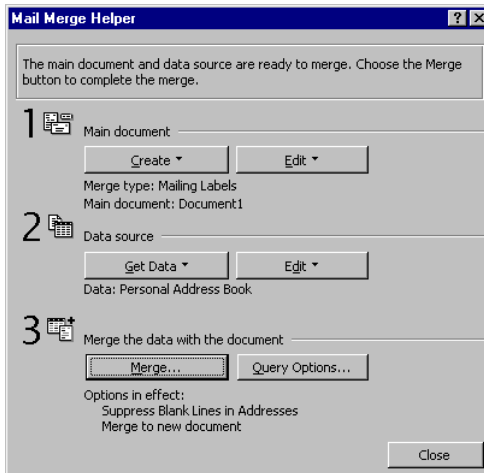 Mail Merge Helper
The main document and data source are ready to merge. Choose the Merge
button to complete the merge.
1 Main document
Create Edit
Merge type: Mailing Labels
Main document: Document1
2 Data source
Get Data Edit
Data: Personal Address Book
3 Merge the data with the document
Merge... Query Options...
Options in effect:
Suppress Blank Lines in Addresses
Merge to new document
Close